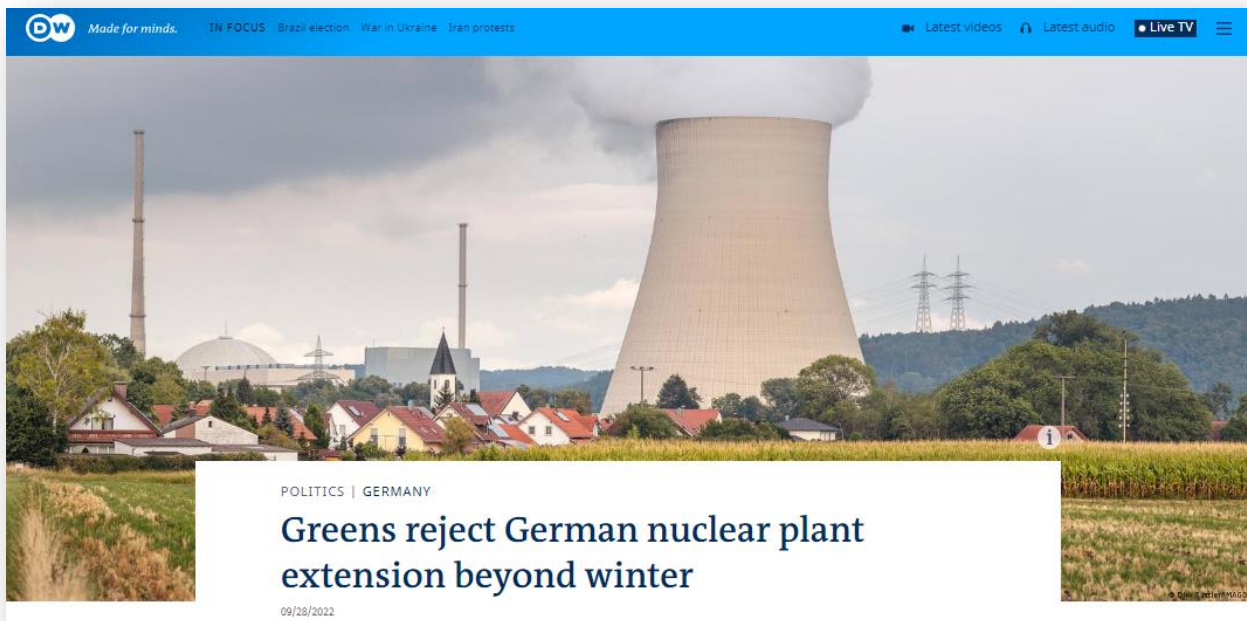 DW Made for minds. IN FOCUS Brazil election War in Ukraine Iran protests Latest videos Latest audio Live TV
i
POLITICS | GERMANY
Greens reject German nuclear plant
extension beyond winter
09/28/2022